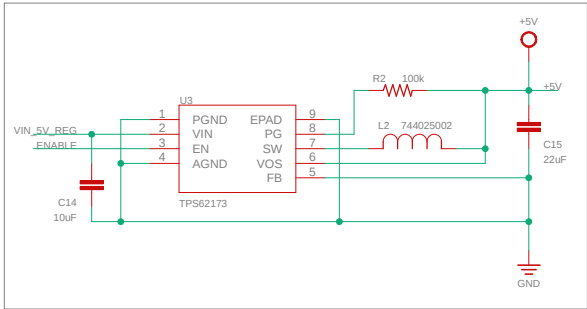 +5V
R2 100k
+5V
U3
1 PGND EPAD 9
VIN_5V_REG 2 VIN PG 8
ENABLE 3 EN SW 7
4 AGND VOS 6
FB 5
L2 744025002
C15
22uF
C14
10uF
TPS62173
GND